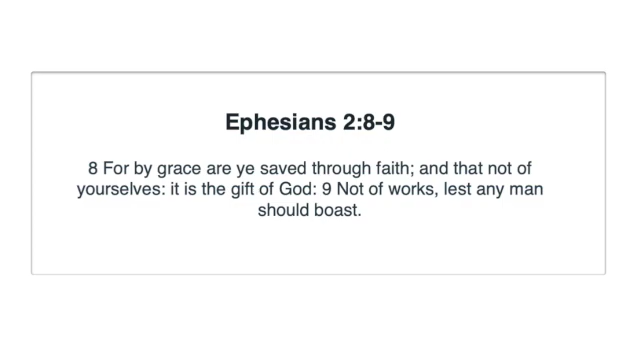 Ephesians 2:8-9
8 For by grace are ye saved through faith; and that not of
yourselves: it is the gift of God: 9 Not of works, lest any man
should boast.